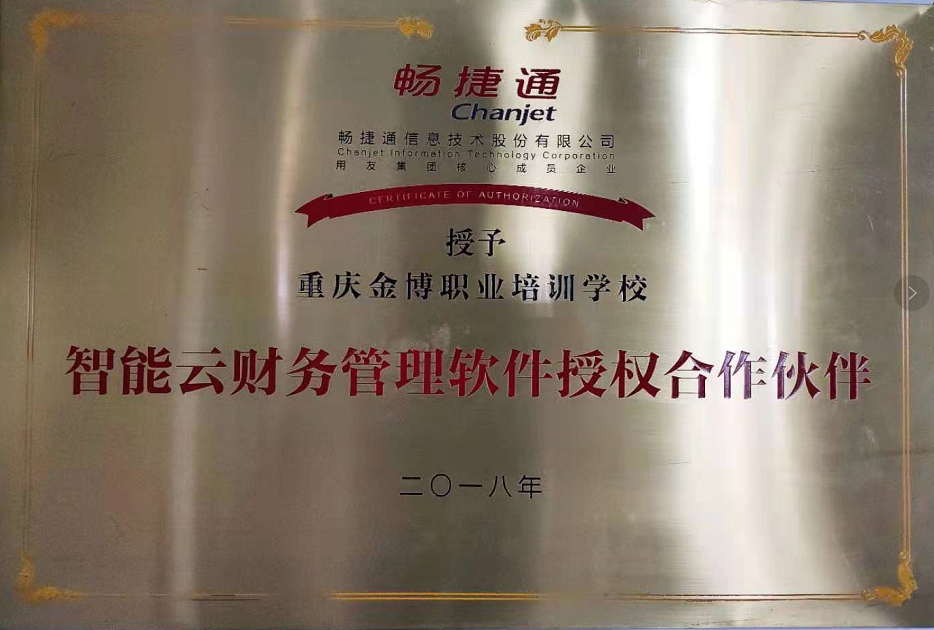 畅捷通
Chanjet
畅捷通信息技术股份有限公司
Chanjet Information Technology Corporation
用友集团核心成员企业
CERTIFICATE OF AUTHORIZATION
授予
重庆金博职业培训学校
智能云财务管理软件授权合作伙伴
二〇一八年